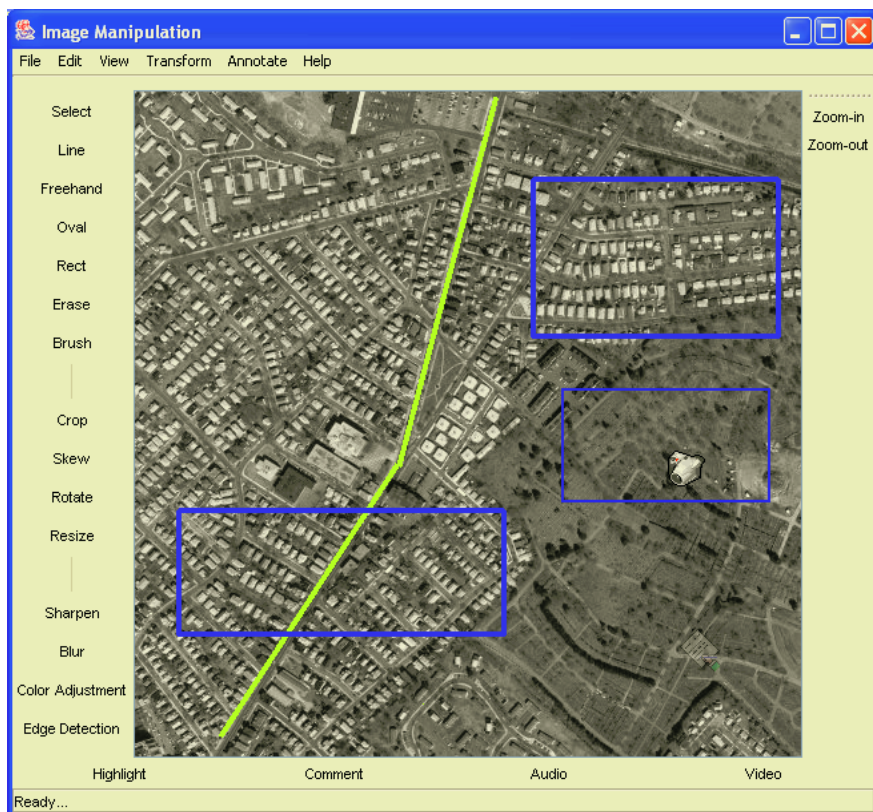 Image Manipulation
File Edit View Transform Annotate Help
Select
Line
Freehand
Oval
Rect
Erase
Brush
Crop
Skew
Rotate
Resize
Sharpen
Blur
Color Adjustment
Edge Detection
Zoom-in
Zoom-out
Highlight Comment Audio Video
Ready...